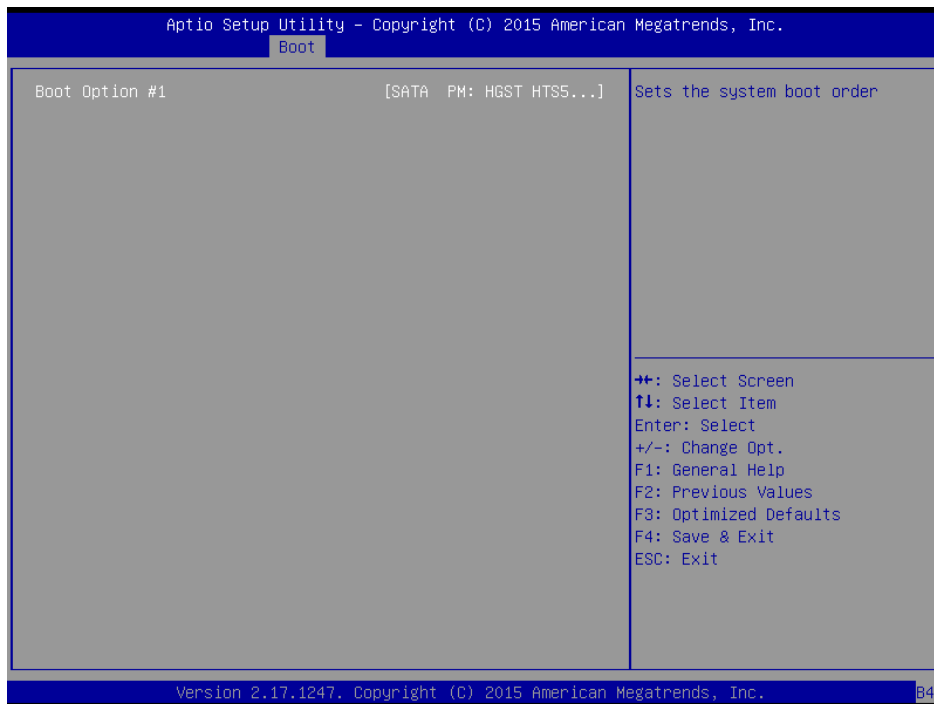 Aptio Setup Utility – Copyright (C) 2015 American Megatrends, Inc.
Boot
Boot Option #1 [SATA PM: HGST HTS5...]
Sets the system boot order
→←: Select Screen
↑↓: Select Item
Enter: Select
+/-: Change Opt.
F1: General Help
F2: Previous Values
F3: Optimized Defaults
F4: Save & Exit
ESC: Exit
Version 2.17.1247. Copyright (C) 2015 American Megatrends, Inc.
B4